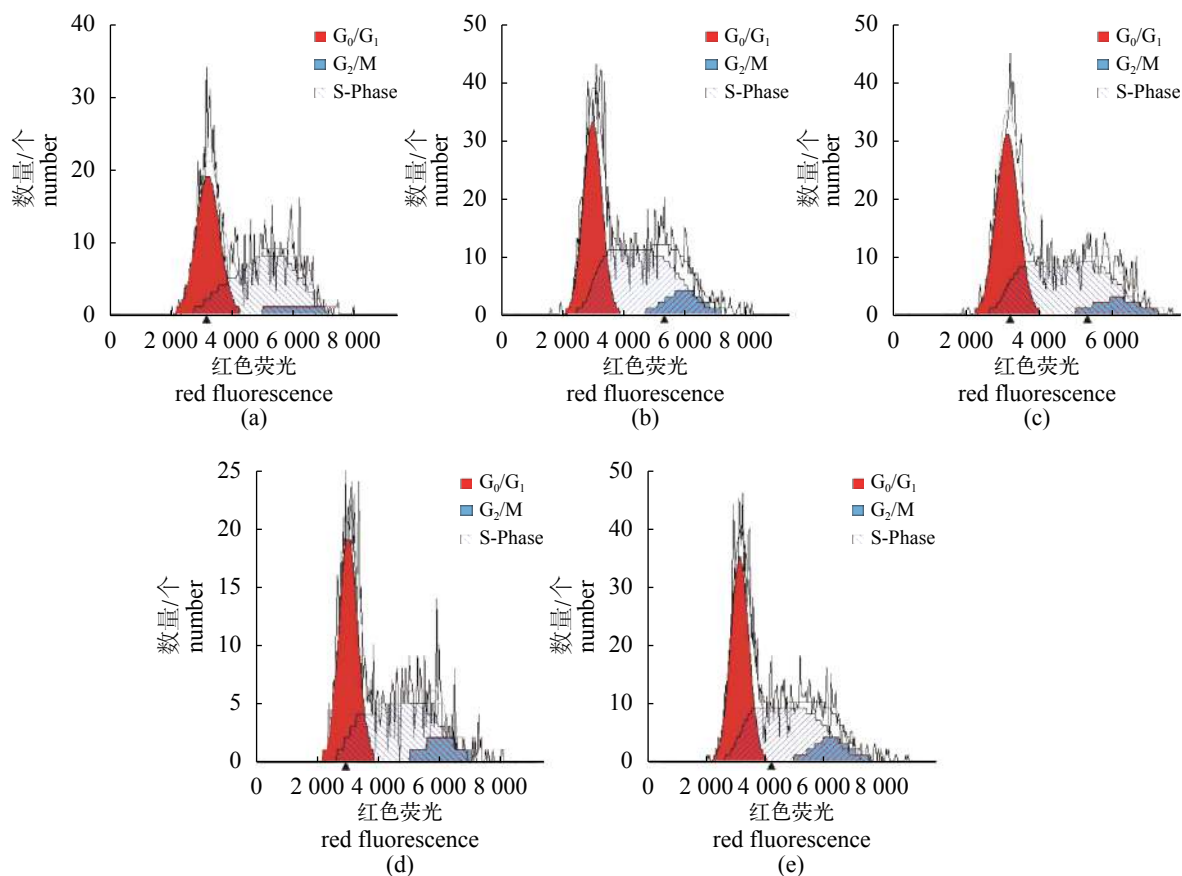 40
30
20
10
0
数量/个
number
G₀/G₁
G₂/M
S-Phase
0 2 000 4 000 6 000 8 000
红色荧光
red fluorescence
(a)
50
40
30
20
10
0
数量/个
number
G₀/G₁
G₂/M
S-Phase
0 2 000 4 000 6 000 8 000
红色荧光
red fluorescence
(b)
50
40
30
20
10
0
数量/个
number
G₀/G₁
G₂/M
S-Phase
0 2 000 4 000 6 000
红色荧光
red fluorescence
(c)
25
20
15
10
5
0
数量/个
number
G₀/G₁
G₂/M
S-Phase
0 2 000 4 000 6 000 8 000
红色荧光
red fluorescence
(d)
50
40
30
20
10
0
数量/个
number
G₀/G₁
G₂/M
S-Phase
0 2 000 4 000 6 000 8 000
红色荧光
red fluorescence
(e)